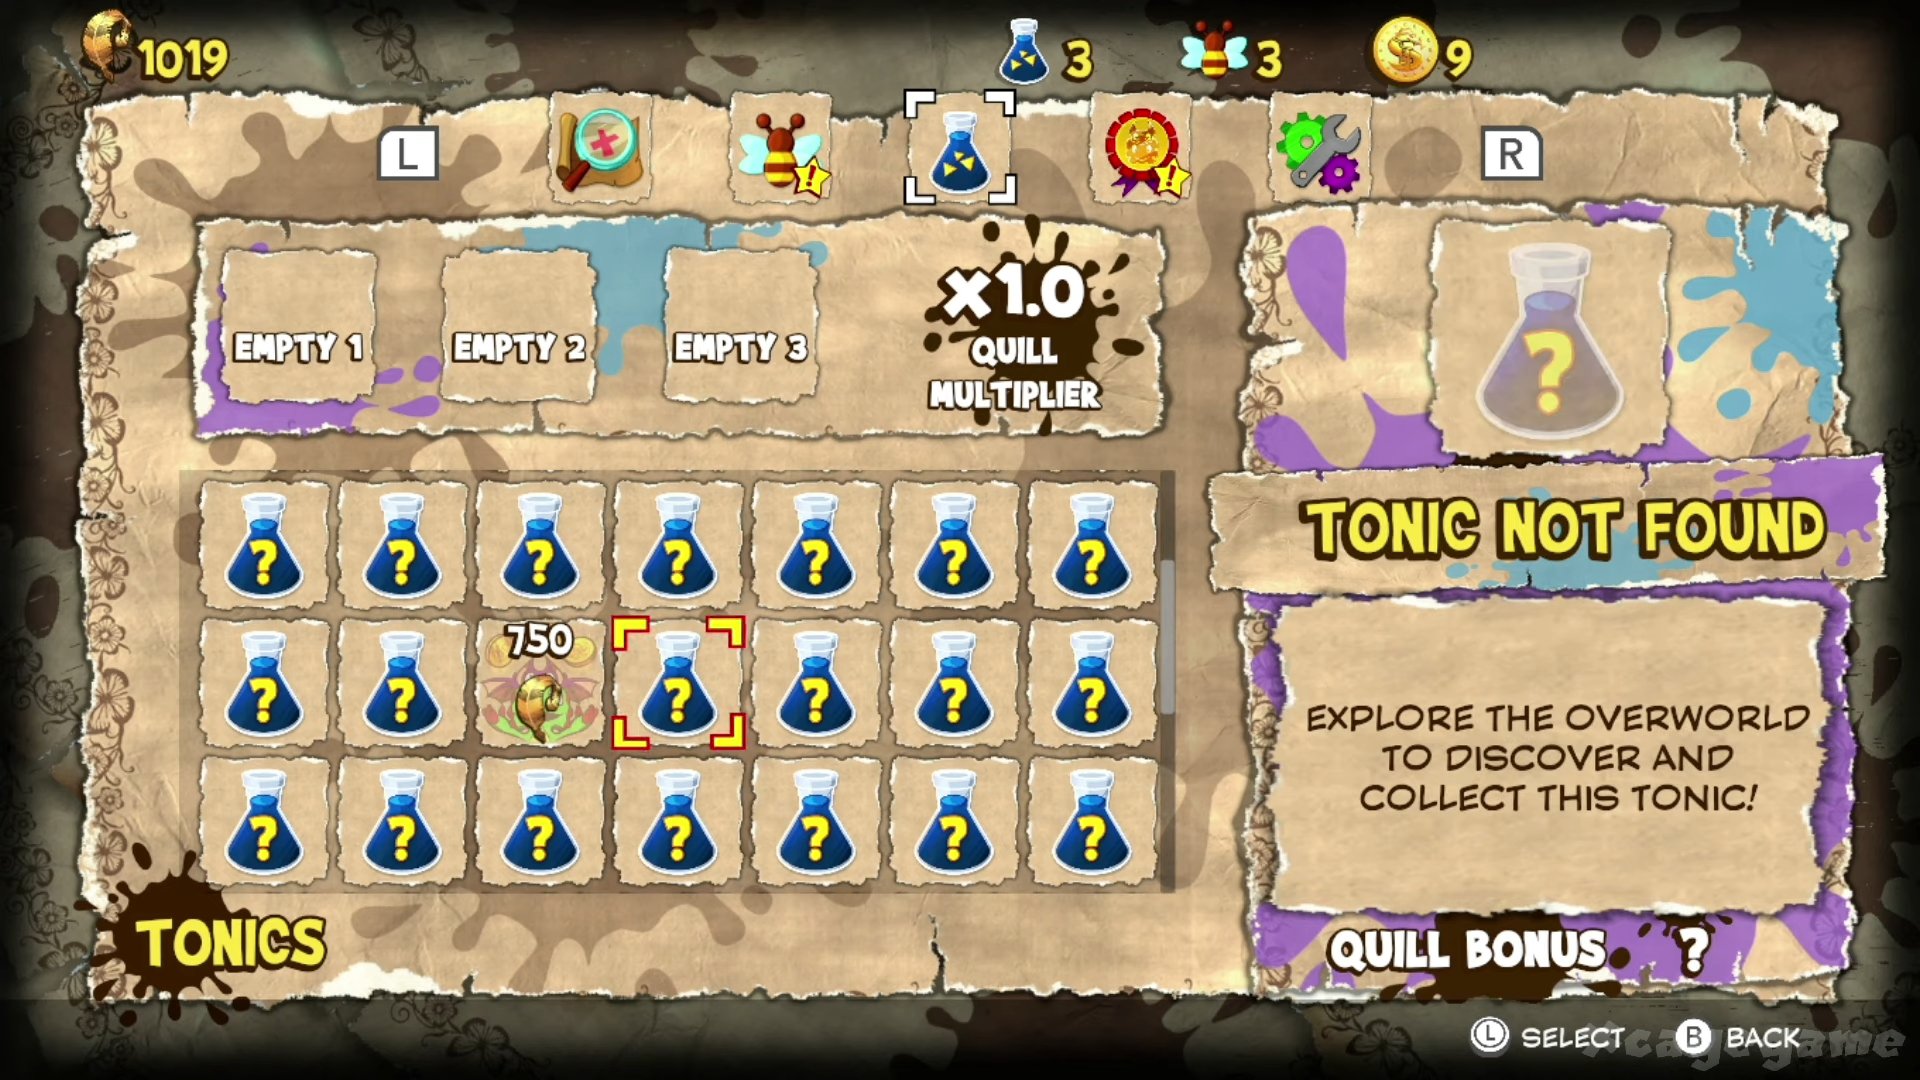 1019
3
3
9
L
R
EMPTY 1
EMPTY 2
EMPTY 3
x1.0
QUILL
MULTIPLIER
?
TONIC NOT FOUND
? ? ? ? ? ? ?
750
? ? ? ? ? ?
? ? ? ? ? ? ?
EXPLORE THE OVERWORLD
TO DISCOVER AND
COLLECT THIS TONIC!
TONICS
QUILL BONUS ?
L SELECT B BACK